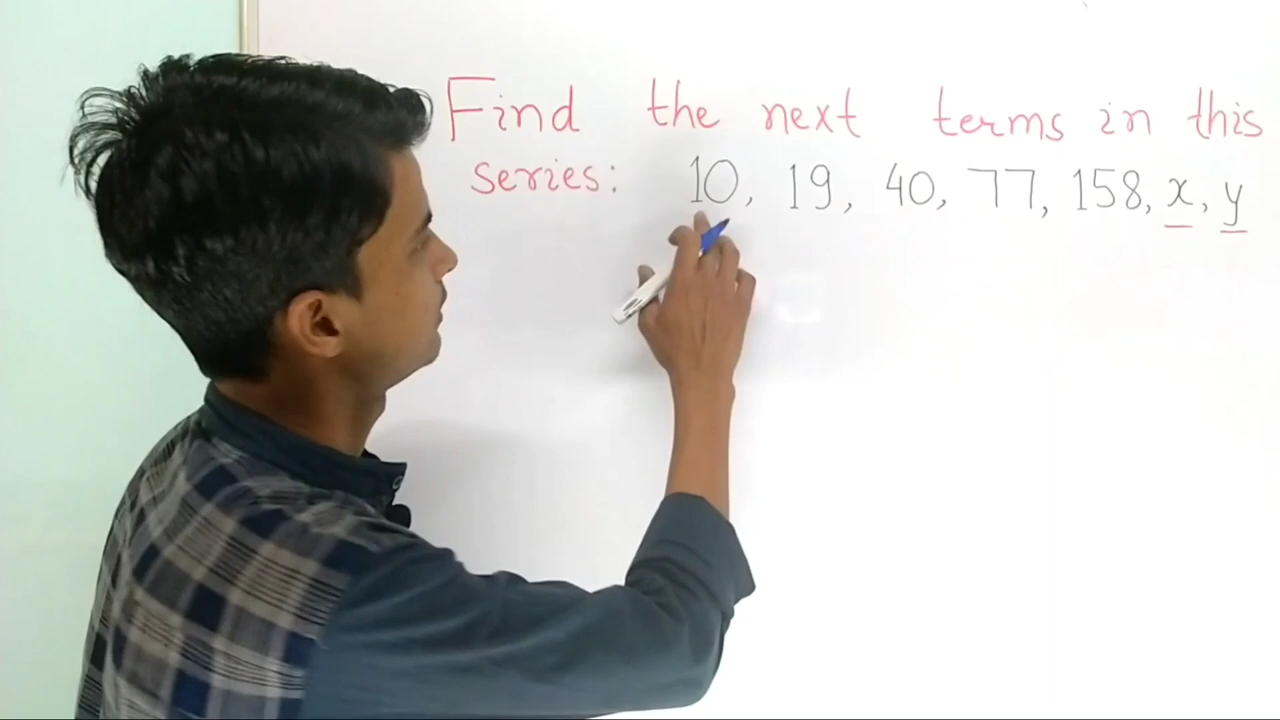 Find the next terms in this
series: 10, 19, 40, 77, 158, x, y